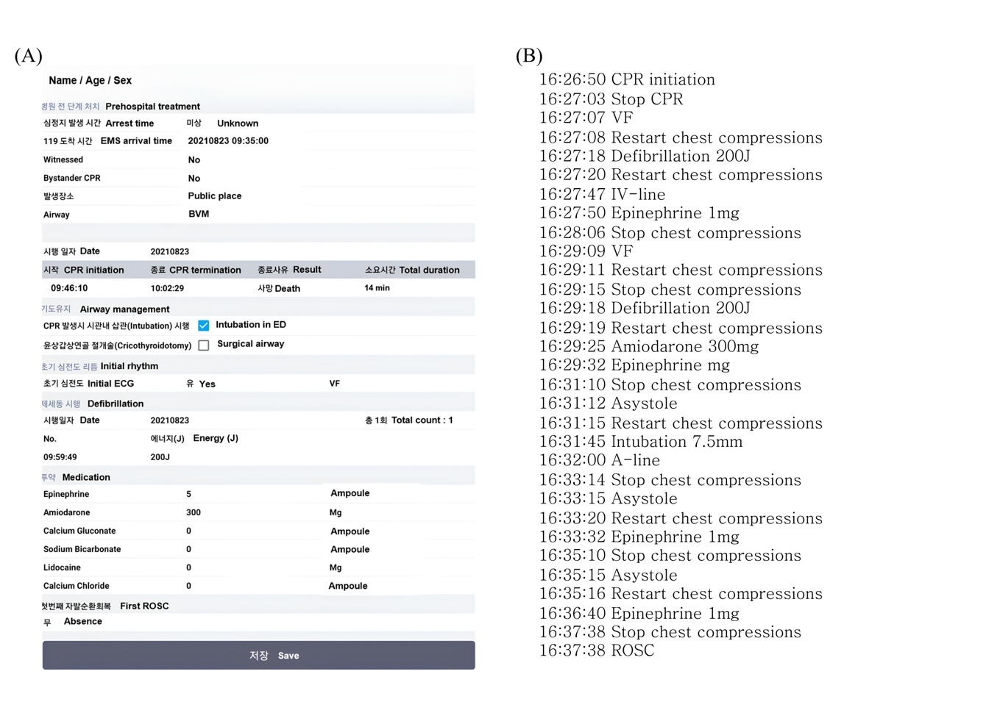 (A)
Name / Age / Sex
병원 전 단계 처치 Prehospital treatment
심정지 발생 시간 Arrest time 미상 Unknown
119 도착 시간 EMS arrival time 20210823 09:35:00
Witnessed No
Bystander CPR No
발생장소 Public place
Airway BVM
시행 일자 Date 20210823
시작 CPR initiation 종료 CPR termination 종료사유 Result 소요시간 Total duration
09:46:10 10:02:29 사망 Death 14 min
기도유지 Airway management
CPR 발생시 시관내 삽관(Intubation) 시행 Intubation in ED
윤상갑상연골 절개술(Cricothyroidotomy) Surgical airway
초기 심전도 리듬 Initial rhythm
초기 심전도 Initial ECG 유 Yes VF
제세동 시행 Defibrillation
시행일자 Date 20210823 총 1회 Total count : 1
No. 에너지(J) Energy (J)
09:59:49 200J
투약 Medication
Epinephrine 5 Ampoule
Amiodarone 300 Mg
Calcium Gluconate 0 Ampoule
Sodium Bicarbonate 0 Ampoule
Lidocaine 0 Mg
Calcium Chloride 0 Ampoule
첫번째 자발순환회복 First ROSC
무 Absence
저장 Save
(B)
16:26:50 CPR initiation
16:27:03 Stop CPR
16:27:07 VF
16:27:08 Restart chest compressions
16:27:18 Defibrillation 200J
16:27:20 Restart chest compressions
16:27:47 IV-line
16:27:50 Epinephrine 1mg
16:28:06 Stop chest compressions
16:29:09 VF
16:29:11 Restart chest compressions
16:29:15 Stop chest compressions
16:29:18 Defibrillation 200J
16:29:19 Restart chest compressions
16:29:25 Amiodarone 300mg
16:29:32 Epinephrine mg
16:31:10 Stop chest compressions
16:31:12 Asystole
16:31:15 Restart chest compressions
16:31:45 Intubation 7.5mm
16:32:00 A-line
16:33:14 Stop chest compressions
16:33:15 Asystole
16:33:20 Restart chest compressions
16:33:32 Epinephrine 1mg
16:35:10 Stop chest compressions
16:35:15 Asystole
16:35:16 Restart chest compressions
16:36:40 Epinephrine 1mg
16:37:38 Stop chest compressions
16:37:38 ROSC